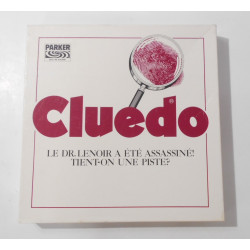 PARKER
Cluedo®
LE DR. LENOIR A ÉTÉ ASSASSINÉ!
TIENT-ON UNE PISTE?